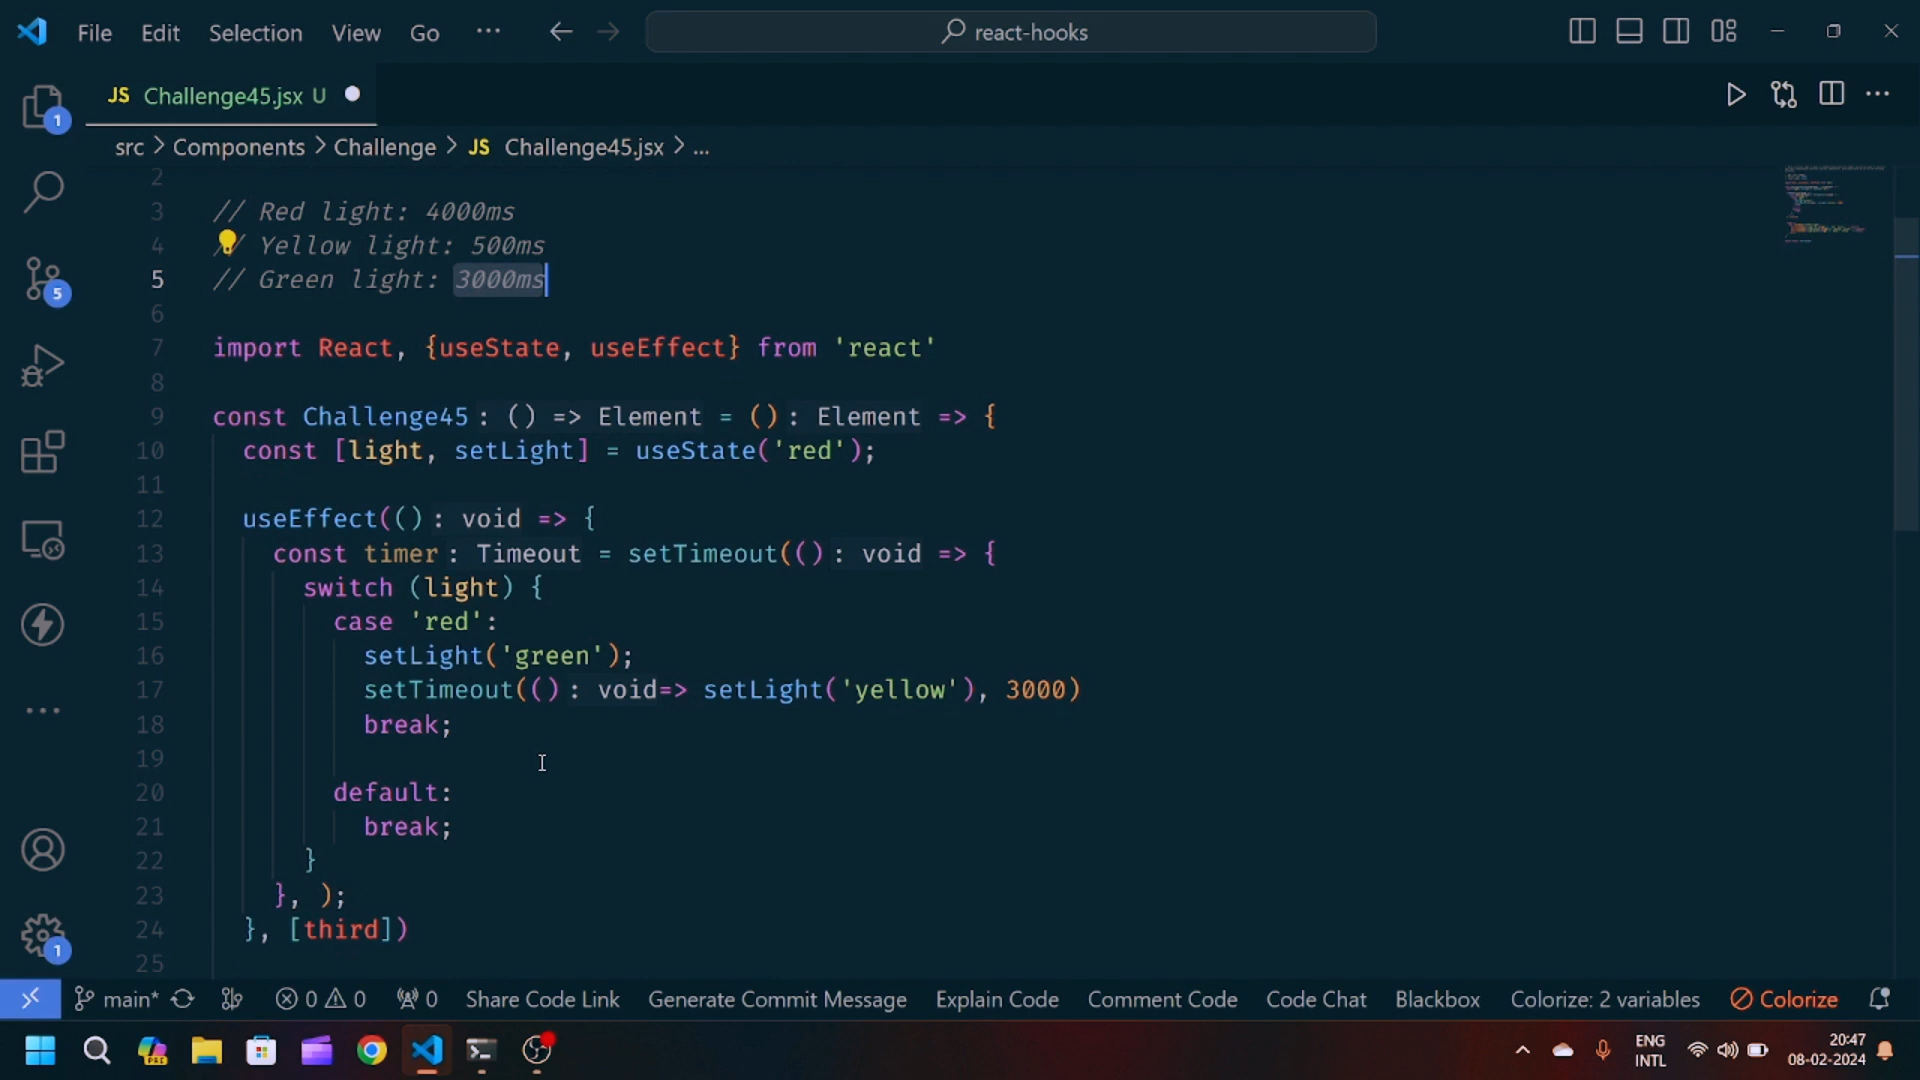 File Edit Selection View Go ··· react-hooks
JS Challenge45.jsx U
src > Components > Challenge > JS Challenge45.jsx > ...
2
3 // Red light: 4000ms
4 // Yellow light: 500ms
5 // Green light: 3000ms
6
7 import React, {useState, useEffect} from 'react'
8
9 const Challenge45: () => Element = (): Element => {
10 const [light, setLight] = useState('red');
11
12 useEffect((): void => {
13 const timer: Timeout = setTimeout((): void => {
14 switch (light) {
15 case 'red':
16 setLight('green');
17 setTimeout((): void=> setLight('yellow'), 3000)
18 break;
19
20 default:
21 break;
22 }
23 }, );
24 }, [third])
25
1
5
1
main* 0 0 0 Share Code Link Generate Commit Message Explain Code Comment Code Code Chat Blackbox Colorize: 2 variables Colorize
PRE
ENG
INTL
20:47
08-02-2024